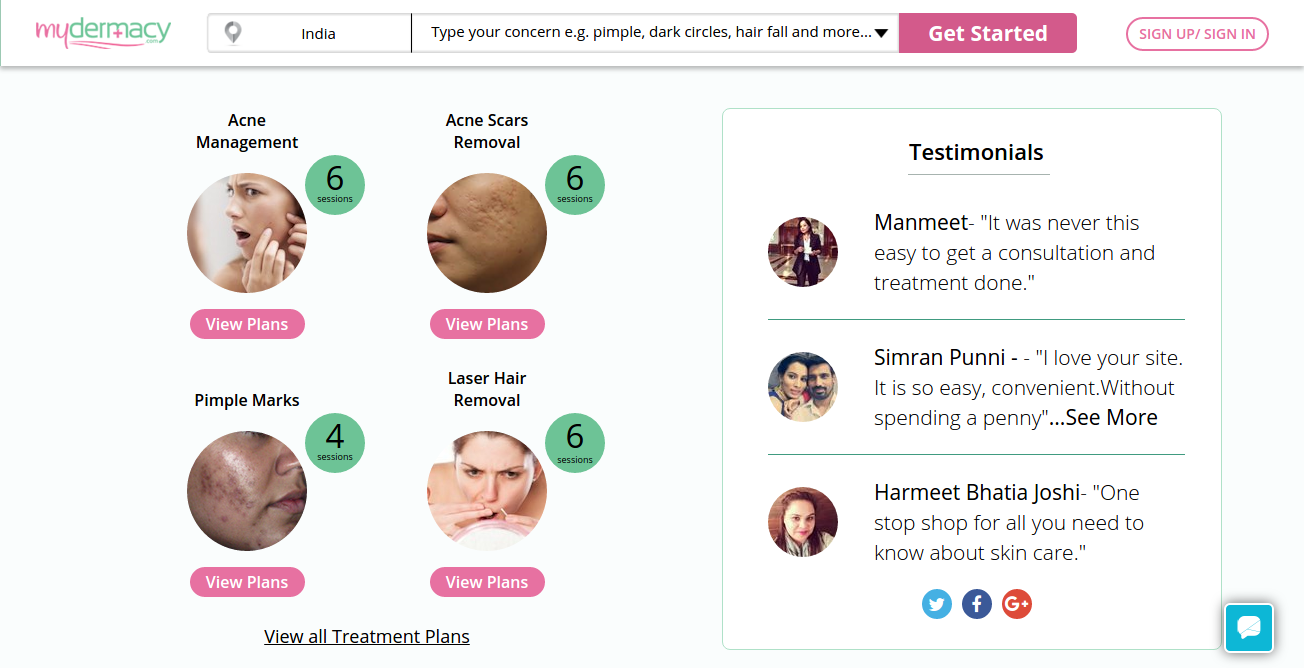 mydermacy
.com
India
Type your concern e.g. pimple, dark circles, hair fall and more...
Get Started
SIGN UP/ SIGN IN
Acne
Management
6
sessions
View Plans
Acne Scars
Removal
6
sessions
View Plans
Pimple Marks
4
sessions
View Plans
Laser Hair
Removal
6
sessions
View Plans
View all Treatment Plans
Testimonials
Manmeet- "It was never this
easy to get a consultation and
treatment done."
Simran Punni - - "I love your site.
It is so easy, convenient.Without
spending a penny"...See More
Harmeet Bhatia Joshi- "One
stop shop for all you need to
know about skin care."
f
G+